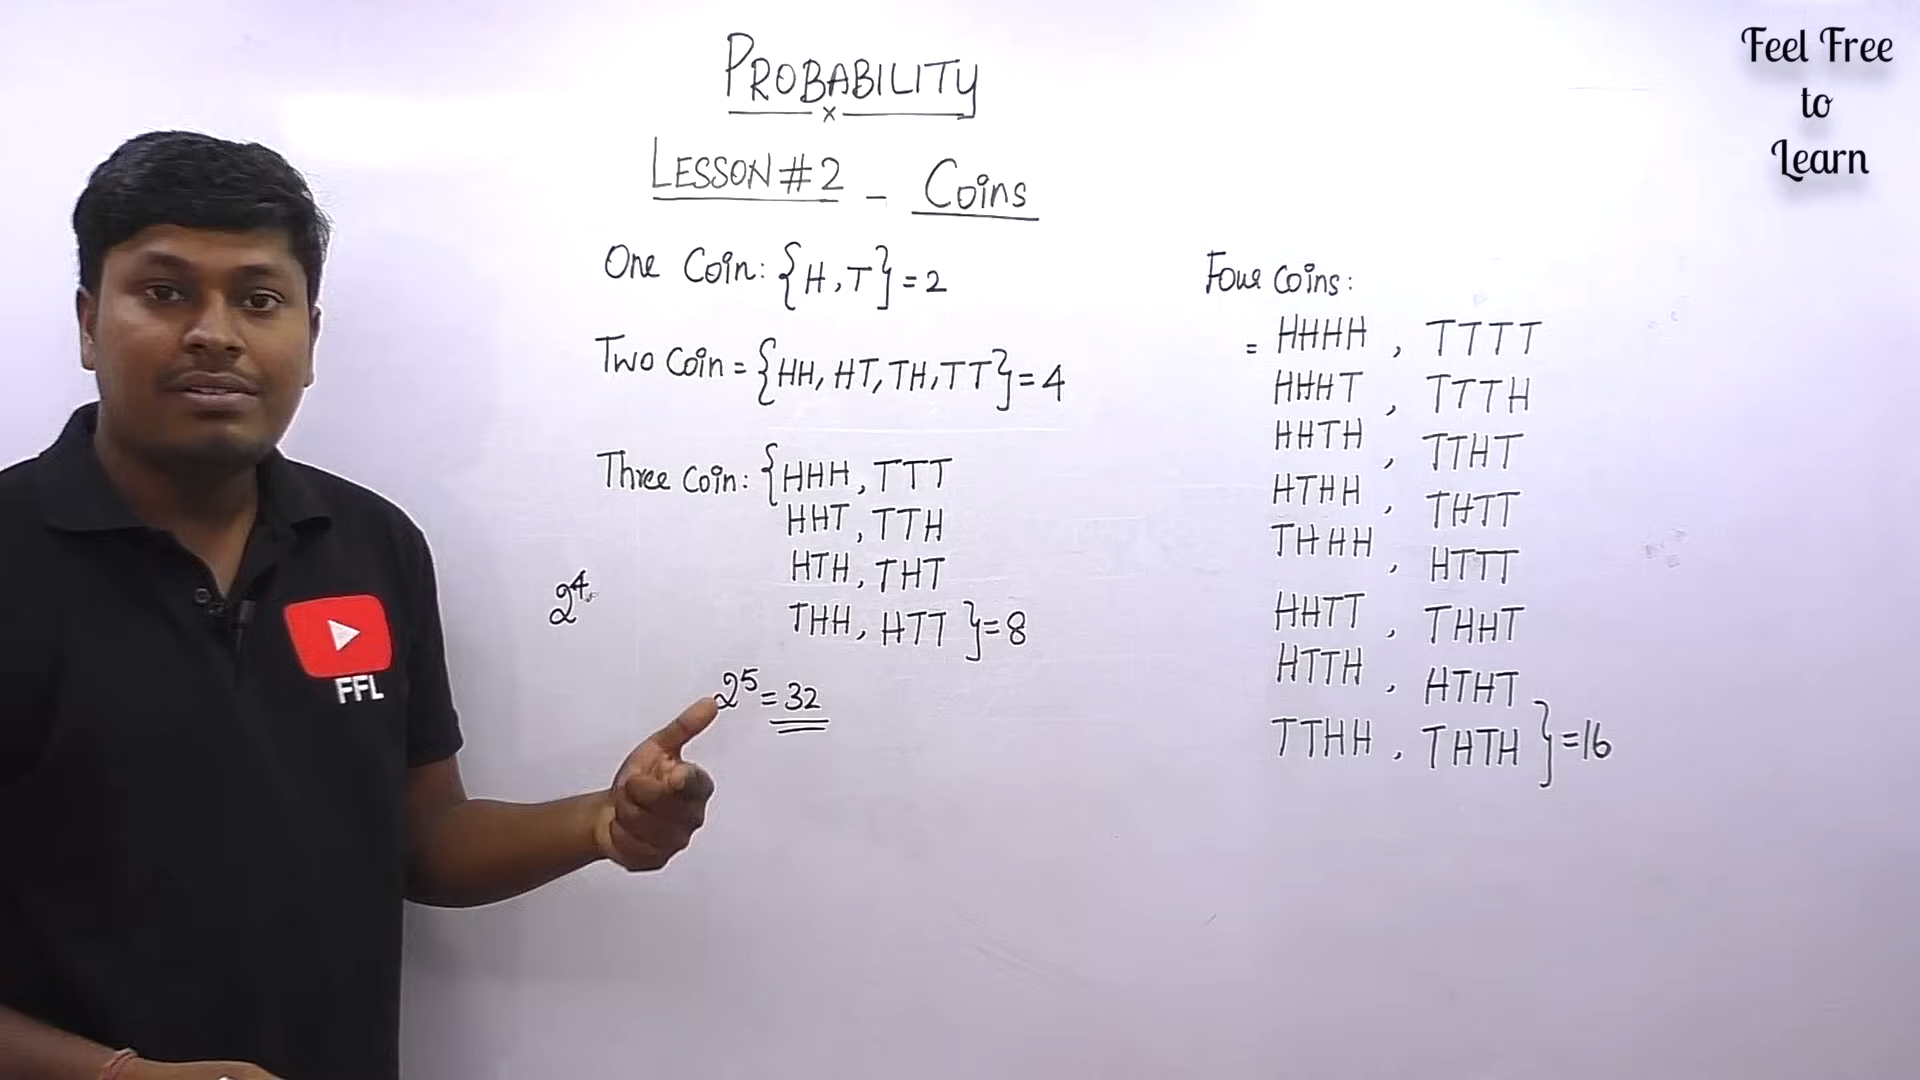 PROBABILITY
x
LESSON #2 - Coins
One Coin: {H, T} = 2
Two Coin = {HH, HT, TH, TT} = 4
Three Coin: {HHH, TTT
HHT, TTH
HTH, THT
THH, HTT } = 8
2⁴
2⁵ = 32
Four Coins:
= HHHH , TTTT
HHHT , TTTH
HHTH , TTHT
HTHH , THTT
THHH , HTTT
HHTT , THHT
HTTH , HTHT
TTHH , THTH } = 16
Feel Free
to
Learn
FFL